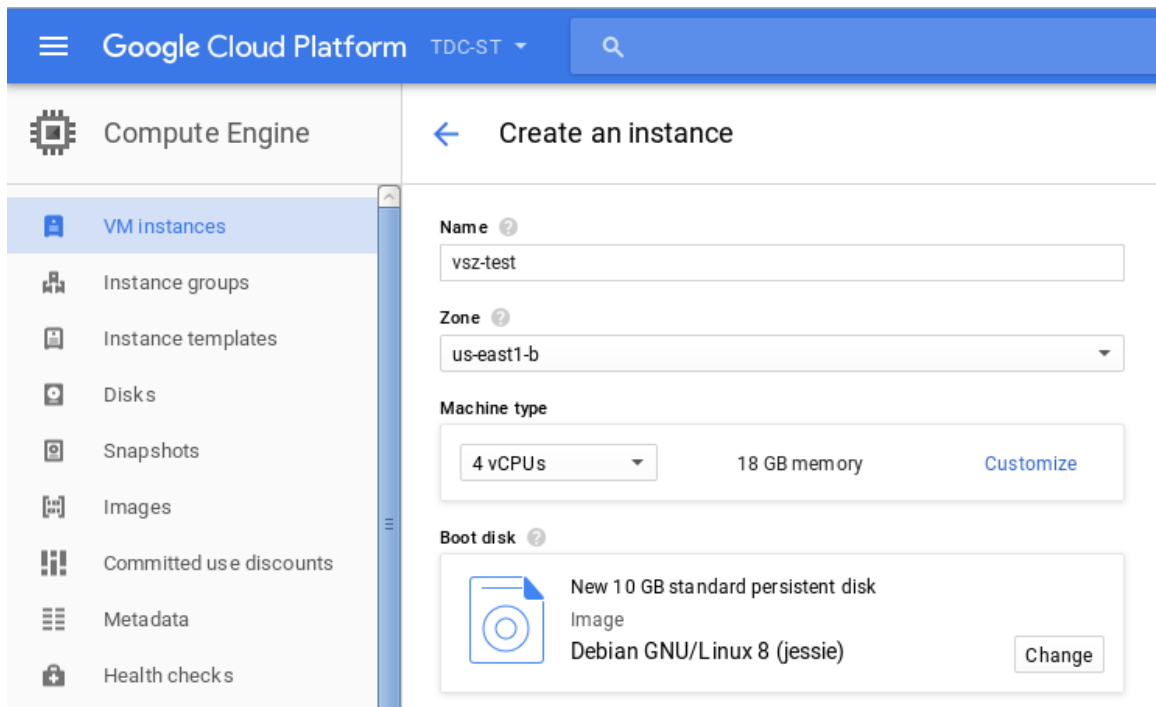 Google Cloud Platform TDC-ST
Compute Engine
Create an instance
VM instances
Instance groups
Instance templates
Disks
Snapshots
Images
Committed use discounts
Metadata
Health checks
Name
vsz-test
Zone
us-east1-b
Machine type
4 vCPUs 18 GB memory Customize
Boot disk
New 10 GB standard persistent disk
Image
Debian GNU/Linux 8 (jessie)
Change